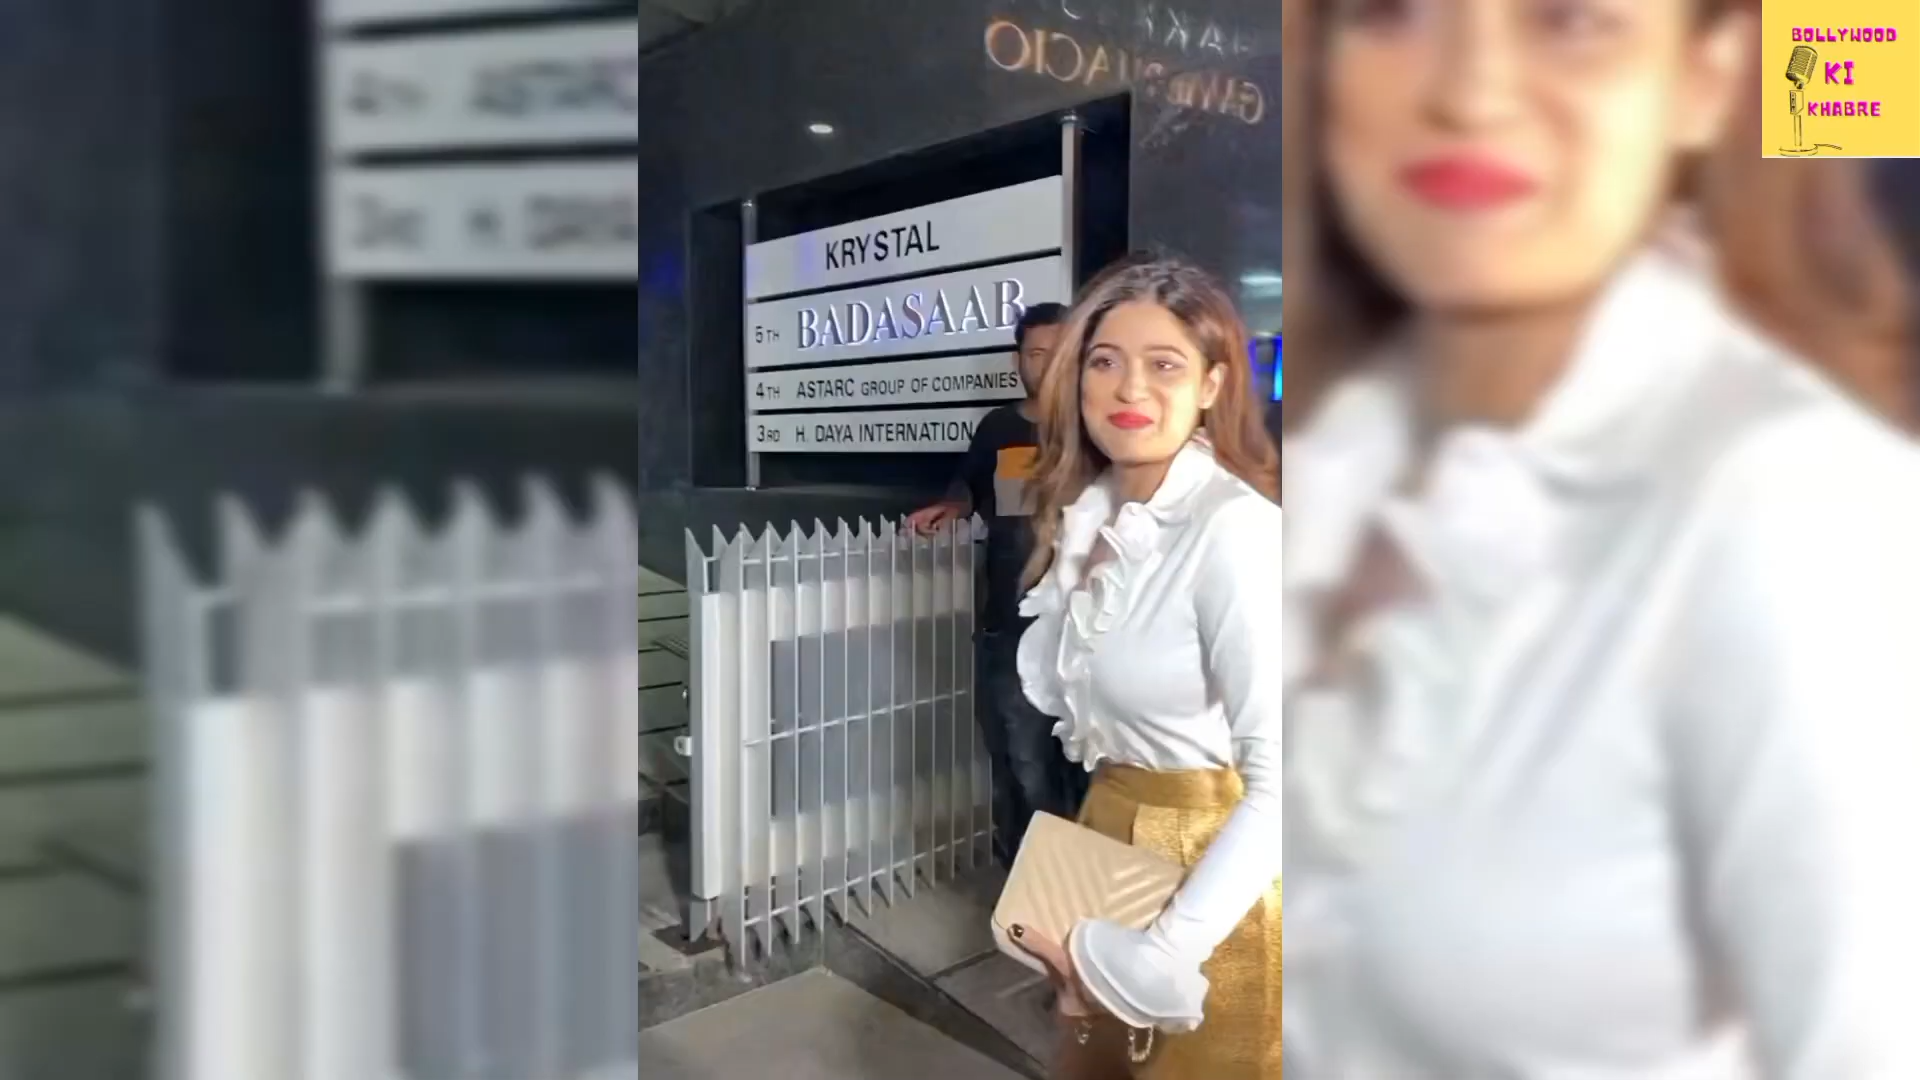 BOLLYWOOD
KI
KHABRE
KRYSTAL
5TH BADASAAB
4TH ASTARC GROUP OF COMPANIES
3RD H. DAYA INTERNATION